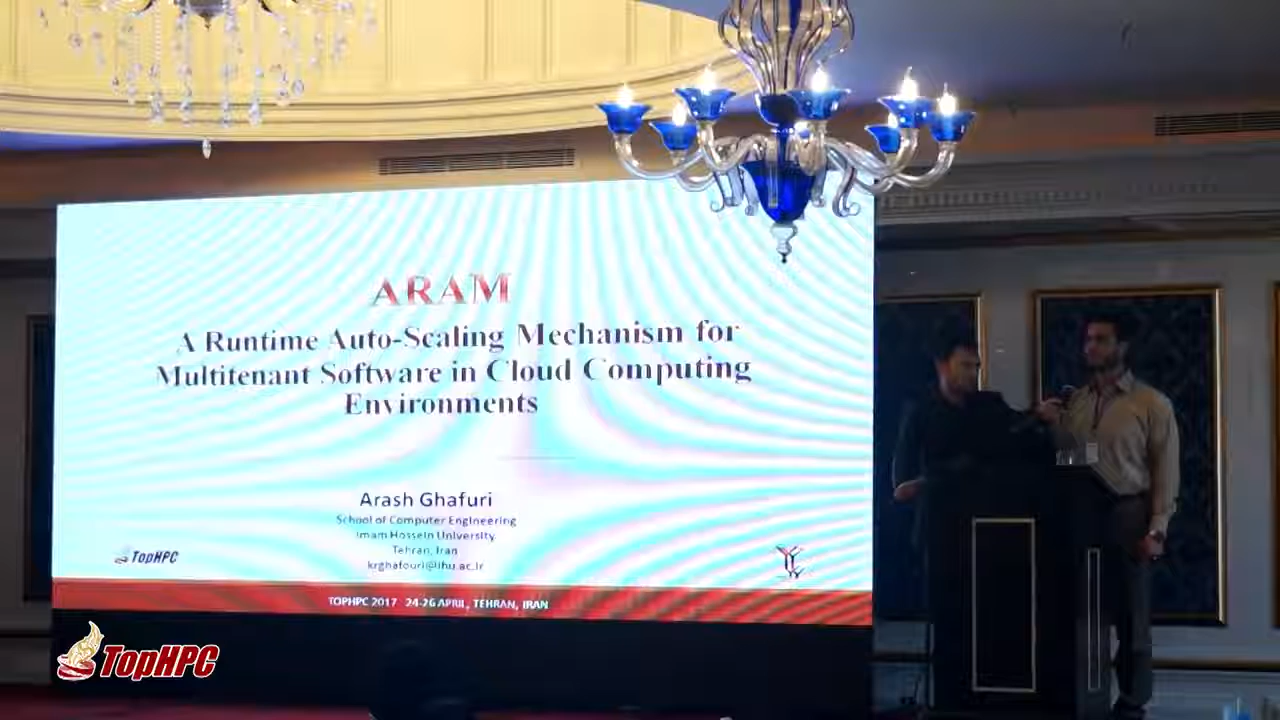 ARAM
A Runtime Auto-Scaling Mechanism for
Multitenant Software in Cloud Computing
Environments
Arash Ghafuri
School of Computer Engineering
Imam Hossein University
Tehran, Iran
krghafouri@ihu.ac.ir
TopHPC
TOPHPC 2017 24-26 APRIL, TEHRAN, IRAN
TopHPC